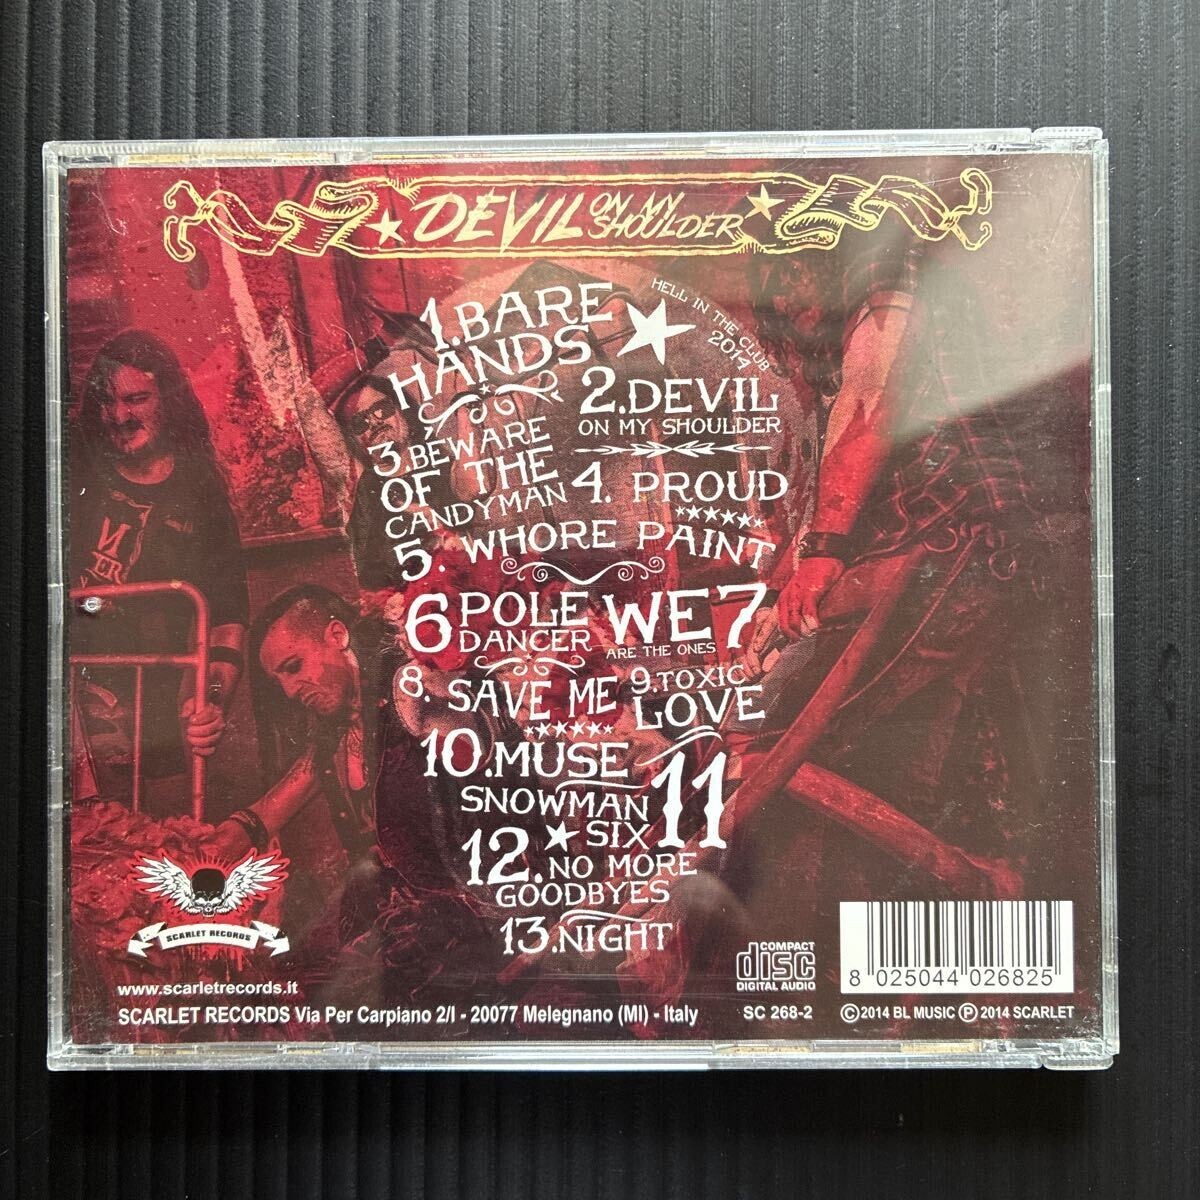 DEVIL ON MY
SHOULDER
1.BARE
HANDS
HELL IN THE CLUB
2014
2.DEVIL
ON MY SHOULDER
3.BEWARE
OF THE
CANDYMAN
4. PROUD
5. WHORE PAINT
6 POLE
DANCER
WE 7
ARE THE ONES
8. SAVE ME
9.TOXIC
LOVE
10.MUSE
SNOWMAN
SIX
11
12.NO MORE
GOODBYES
13.NIGHT
SCARLET RECORDS
www.scarletrecords.it
SCARLET RECORDS Via Per Carpiano 2/I - 20077 Melegnano (MI) - Italy
SC 268-2
COMPACT
disc
DIGITAL AUDIO
8 025044 026825
©2014 BL MUSIC ℗ 2014 SCARLET